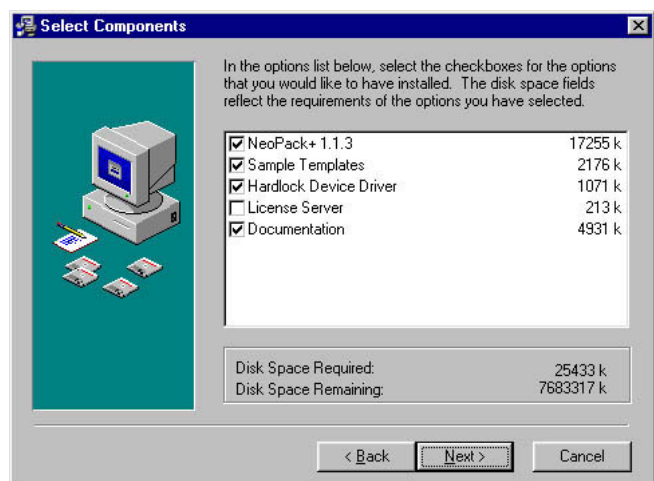 Select Components
In the options list below, select the checkboxes for the options
that you would like to have installed. The disk space fields
reflect the requirements of the options you have selected.
NeoPack+ 1.1.3 17255 k
Sample Templates 2176 k
Hardlock Device Driver 1071 k
License Server 213 k
Documentation 4931 k
Disk Space Required: 25433 k
Disk Space Remaining: 7683317 k
< Back Next > Cancel